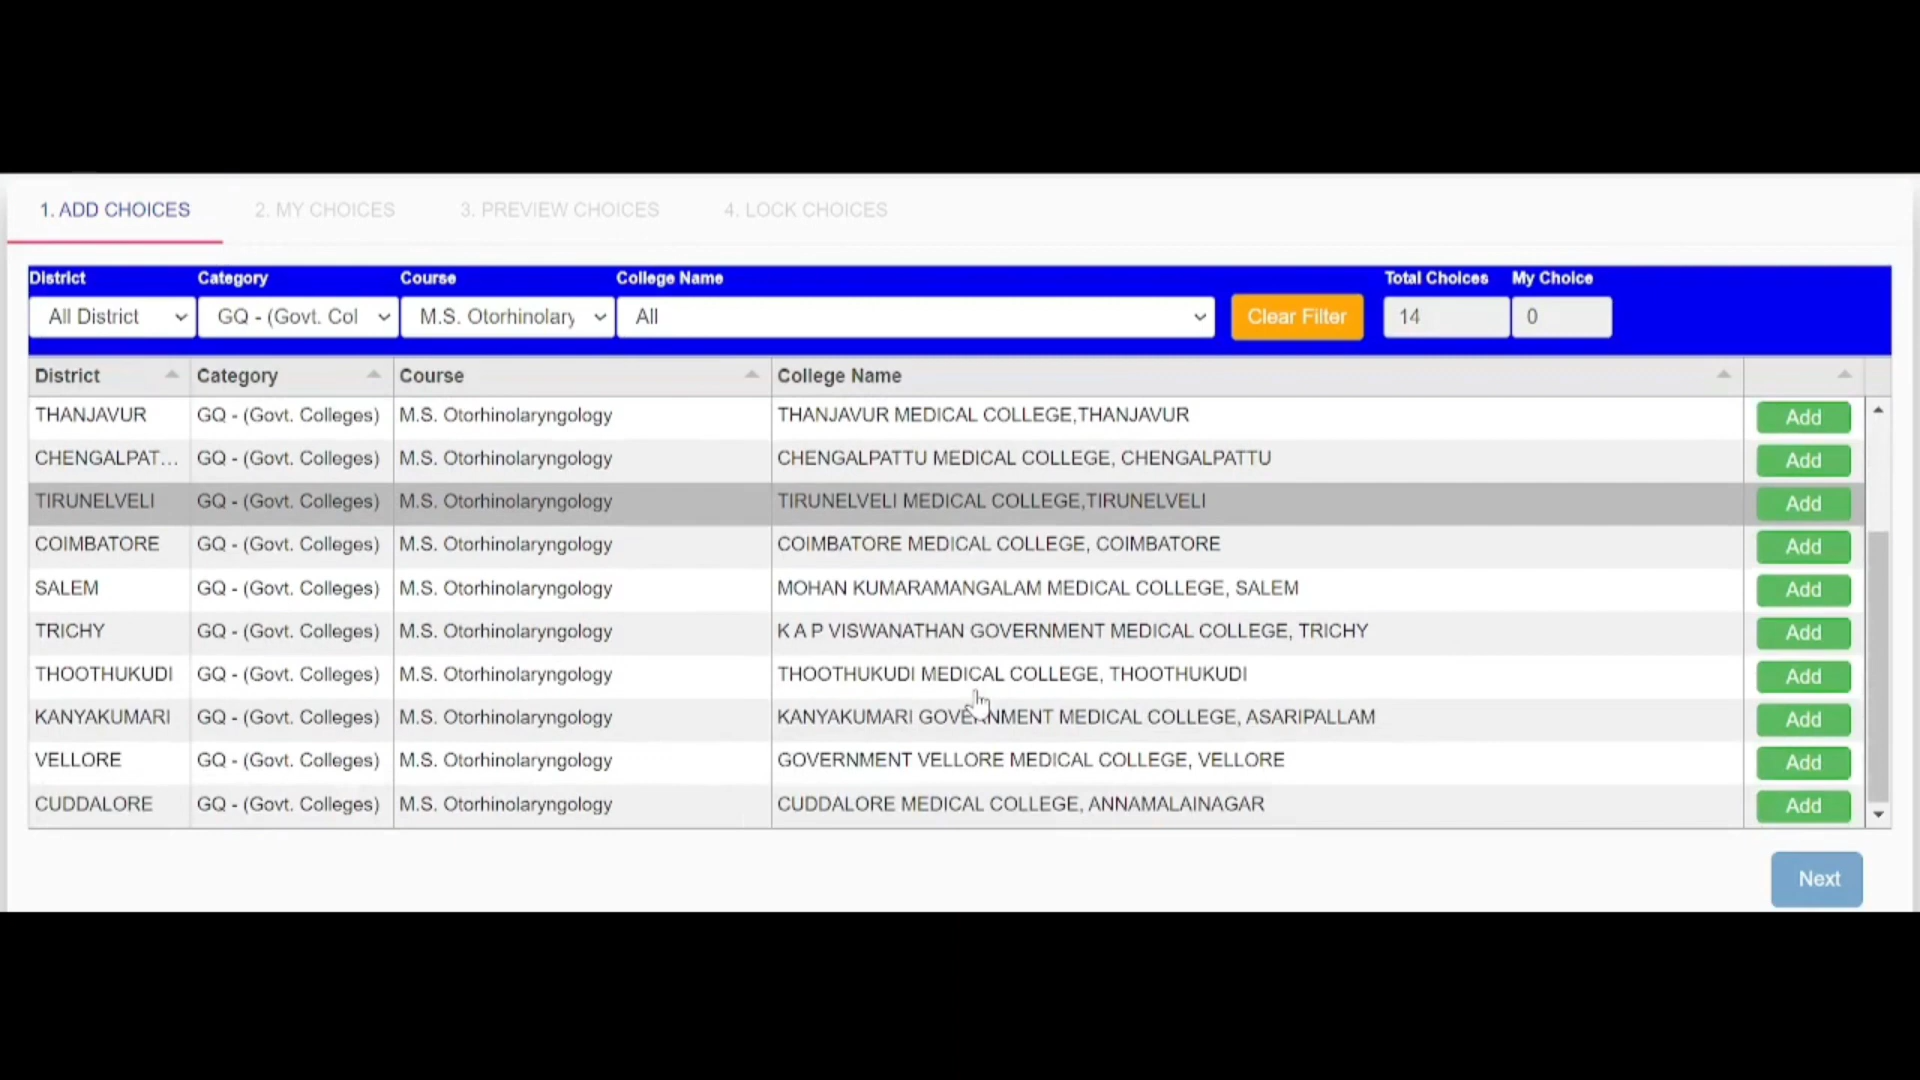 1. ADD CHOICES 2. MY CHOICES 3. PREVIEW CHOICES 4. LOCK CHOICES
District Category Course College Name Total Choices My Choice
All District GQ - (Govt. Col M.S. Otorhinolary All Clear Filter 14 0
District Category Course College Name
THANJAVUR GQ - (Govt. Colleges) M.S. Otorhinolaryngology THANJAVUR MEDICAL COLLEGE,THANJAVUR Add
CHENGALPAT... GQ - (Govt. Colleges) M.S. Otorhinolaryngology CHENGALPATTU MEDICAL COLLEGE, CHENGALPATTU Add
TIRUNELVELI GQ - (Govt. Colleges) M.S. Otorhinolaryngology TIRUNELVELI MEDICAL COLLEGE,TIRUNELVELI Add
COIMBATORE GQ - (Govt. Colleges) M.S. Otorhinolaryngology COIMBATORE MEDICAL COLLEGE, COIMBATORE Add
SALEM GQ - (Govt. Colleges) M.S. Otorhinolaryngology MOHAN KUMARAMANGALAM MEDICAL COLLEGE, SALEM Add
TRICHY GQ - (Govt. Colleges) M.S. Otorhinolaryngology K A P VISWANATHAN GOVERNMENT MEDICAL COLLEGE, TRICHY Add
THOOTHUKUDI GQ - (Govt. Colleges) M.S. Otorhinolaryngology THOOTHUKUDI MEDICAL COLLEGE, THOOTHUKUDI Add
KANYAKUMARI GQ - (Govt. Colleges) M.S. Otorhinolaryngology KANYAKUMARI GOVERNMENT MEDICAL COLLEGE, ASARIPALLAM Add
VELLORE GQ - (Govt. Colleges) M.S. Otorhinolaryngology GOVERNMENT VELLORE MEDICAL COLLEGE, VELLORE Add
CUDDALORE GQ - (Govt. Colleges) M.S. Otorhinolaryngology CUDDALORE MEDICAL COLLEGE, ANNAMALAINAGAR Add
Next